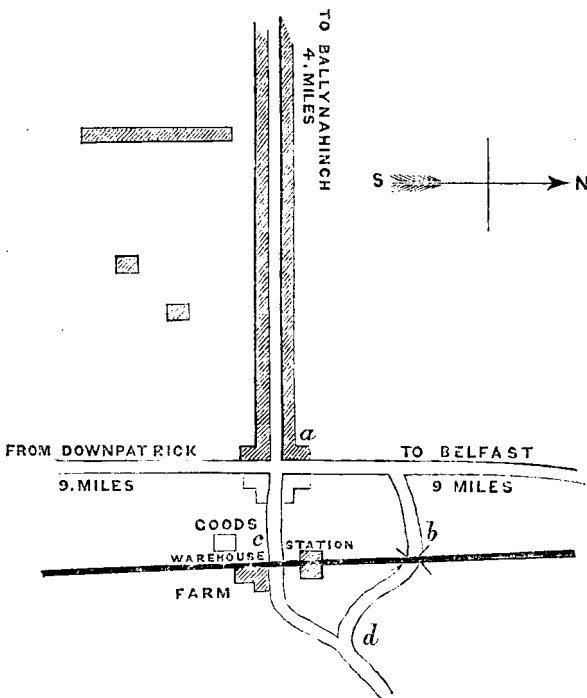 TO BALLYNAHINCH
4, MILES
S
N
a
FROM DOWNPATRICK
TO BELFAST
9. MILES
9 MILES
GOODS
c
b
WAREHOUSE
STATION
FARM
d